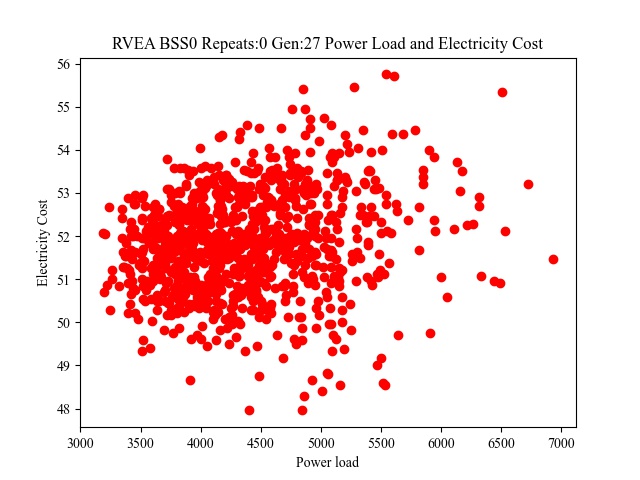 RVEA BSS0 Repeats:0 Gen:27 Power Load and Electricity Cost
56
55
54
53
52
51
50
49
48
Electricity Cost
3000 3500 4000 4500 5000 5500 6000 6500 7000
Power load